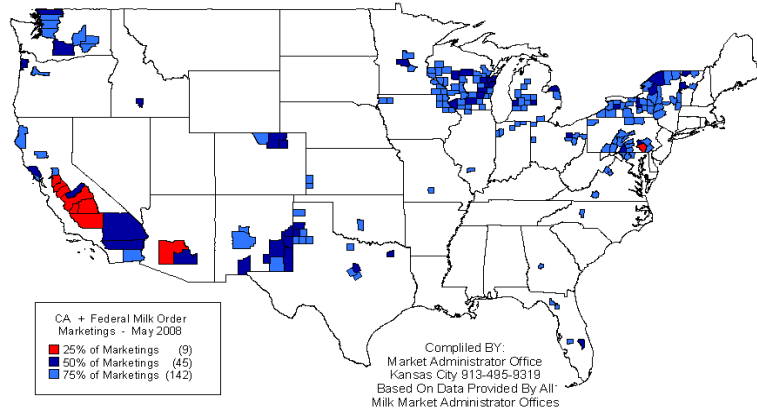 CA + Federal Milk Order
Marketings - May 2008
25% of Marketings (9)
50% of Marketings (45)
75% of Marketings (142)
Compliled BY:
Market Administrator Office
Kansas City 913-495-9319
Based On Data Provided By All
Milk Market Administrator Offices